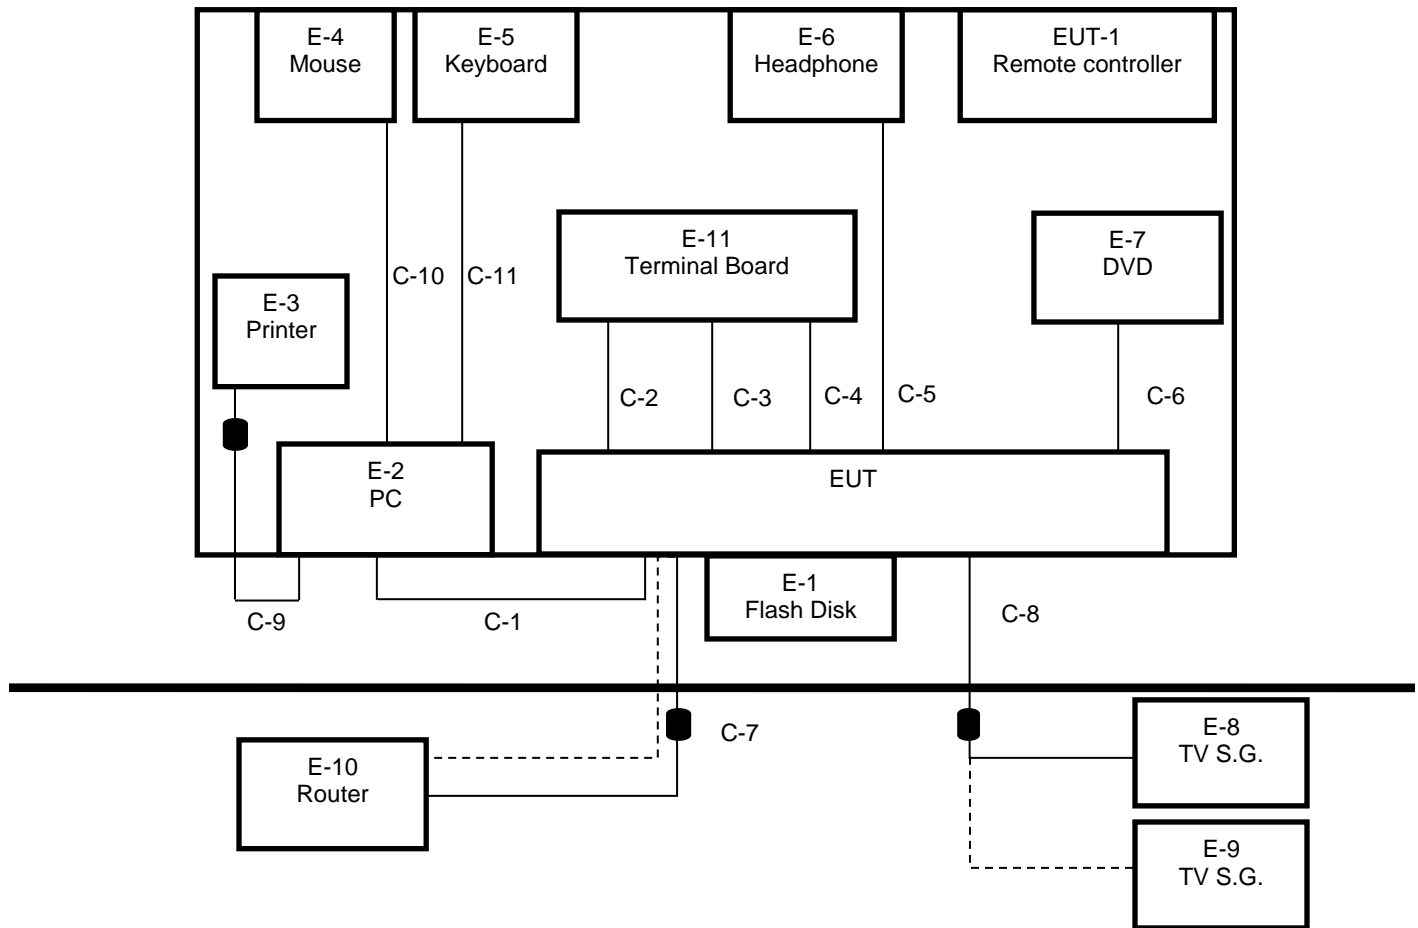 E-4
Mouse
E-5
Keyboard
E-6
Headphone
EUT-1
Remote controller
E-11
Terminal Board
E-7
DVD
C-10
C-11
E-3
Printer
C-2
C-3
C-4
C-5
C-6
E-2
PC
EUT
E-1
Flash Disk
C-9
C-1
C-8
C-7
E-8
TV S.G.
E-10
Router
E-9
TV S.G.